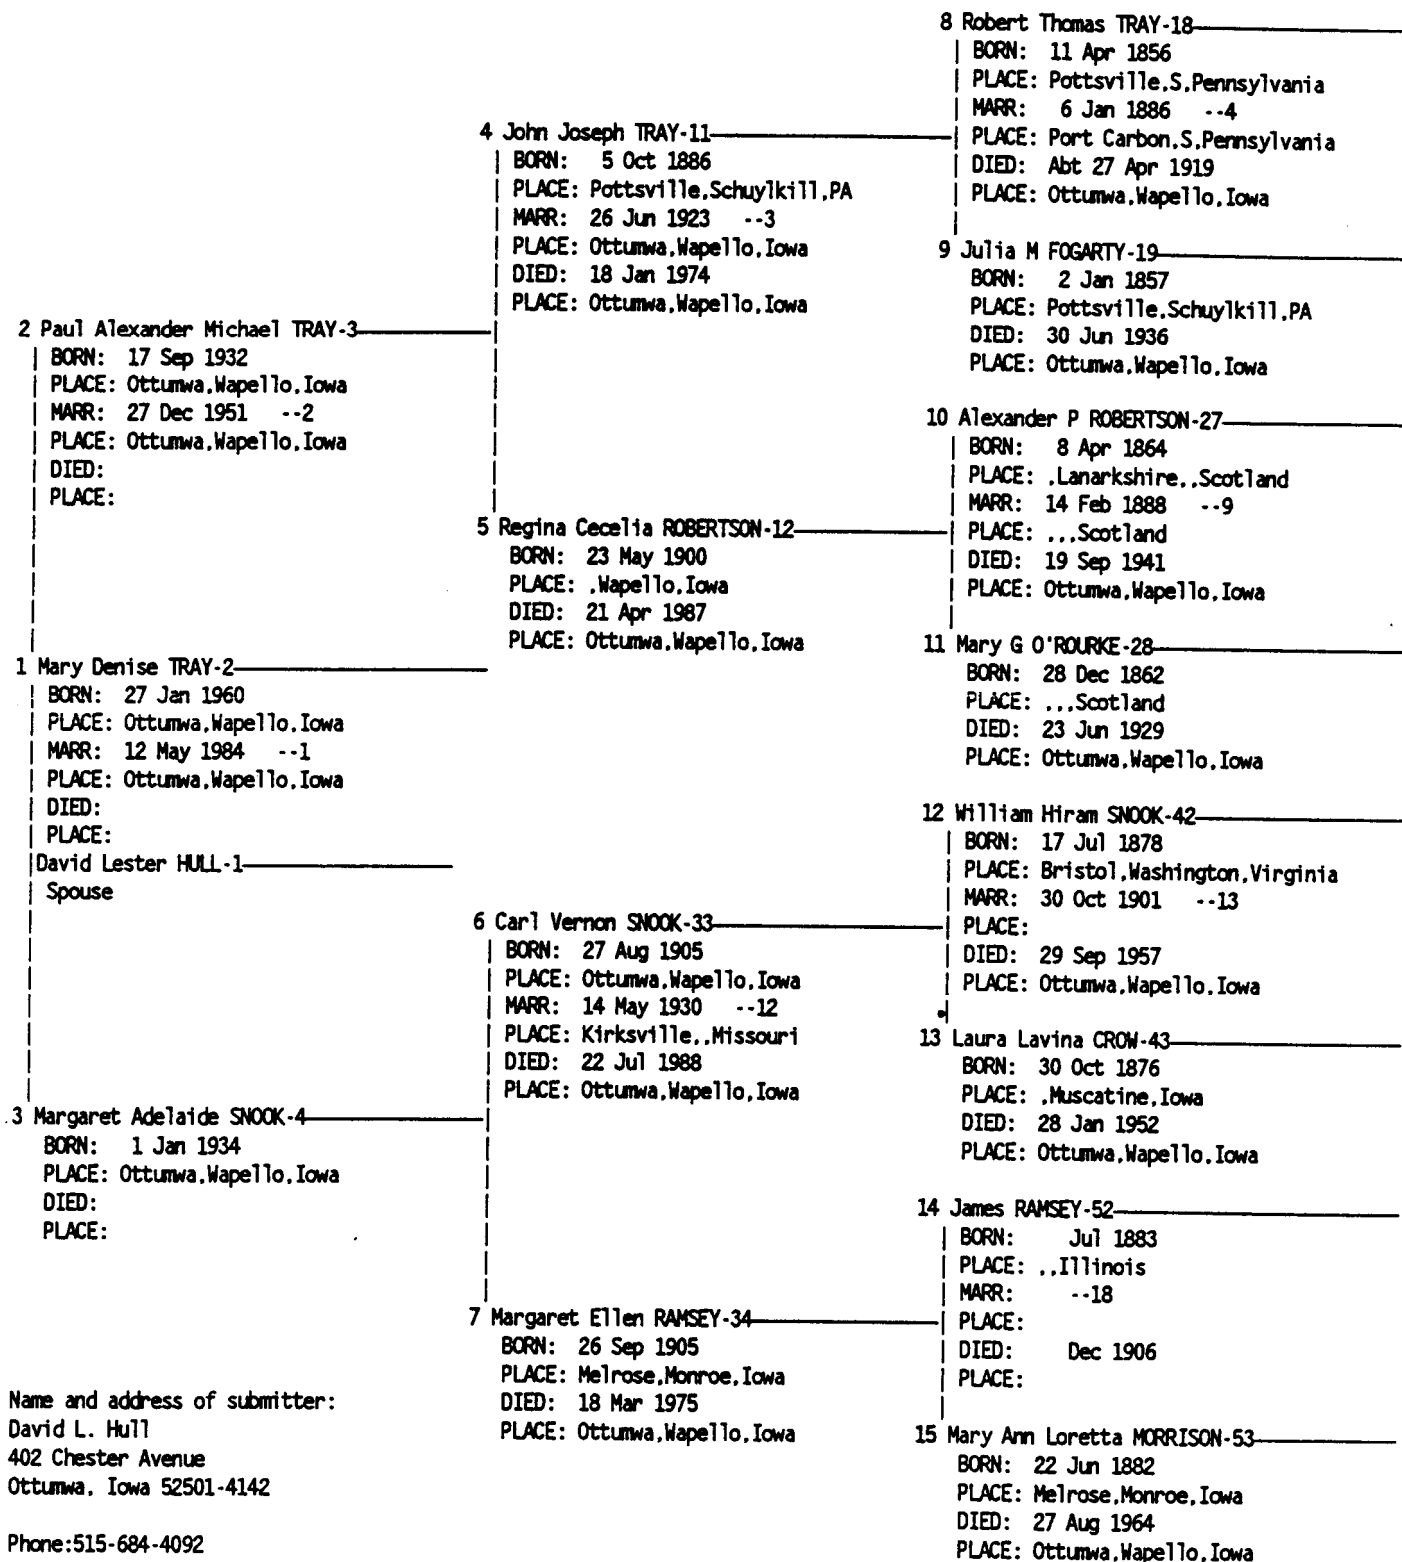 8 Robert Thomas TRAY-18
BORN: 11 Apr 1856
PLACE: Pottsville,S,Pennsylvania
MARR: 6 Jan 1886 --4
PLACE: Port Carbon,S,Pennsylvania
DIED: Abt 27 Apr 1919
PLACE: Ottumwa,Wapello,Iowa
4 John Joseph TRAY-11
BORN: 5 Oct 1886
PLACE: Pottsville,Schuylkill,PA
MARR: 26 Jun 1923 --3
PLACE: Ottumwa,Wapello,Iowa
DIED: 18 Jan 1974
PLACE: Ottumwa,Wapello,Iowa
9 Julia M FOGARTY-19
BORN: 2 Jan 1857
PLACE: Pottsville,Schuylkill,PA
DIED: 30 Jun 1936
PLACE: Ottumwa,Wapello,Iowa
2 Paul Alexander Michael TRAY-3
BORN: 17 Sep 1932
PLACE: Ottumwa,Wapello,Iowa
MARR: 27 Dec 1951 --2
PLACE: Ottumwa,Wapello,Iowa
DIED:
PLACE:
10 Alexander P ROBERTSON-27
BORN: 8 Apr 1864
PLACE: ,Lanarkshire,,Scotland
MARR: 14 Feb 1888 --9
PLACE: ,,,Scotland
DIED: 19 Sep 1941
PLACE: Ottumwa,Wapello,Iowa
5 Regina Cecelia ROBERTSON-12
BORN: 23 May 1900
PLACE: ,Wapello,Iowa
DIED: 21 Apr 1987
PLACE: Ottumwa,Wapello,Iowa
11 Mary G O'ROURKE-28
BORN: 28 Dec 1862
PLACE: ,,,Scotland
DIED: 23 Jun 1929
PLACE: Ottumwa,Wapello,Iowa
1 Mary Denise TRAY-2
BORN: 27 Jan 1960
PLACE: Ottumwa,Wapello,Iowa
MARR: 12 May 1984 --1
PLACE: Ottumwa,Wapello,Iowa
DIED:
PLACE:
David Lester HULL-1
Spouse
12 William Hiram SNOOK-42
BORN: 17 Jul 1878
PLACE: Bristol,Washington,Virginia
MARR: 30 Oct 1901 --13
PLACE:
DIED: 29 Sep 1957
PLACE: Ottumwa,Wapello,Iowa
6 Carl Vernon SNOOK-33
BORN: 27 Aug 1905
PLACE: Ottumwa,Wapello,Iowa
MARR: 14 May 1930 --12
PLACE: Kirksville,,Missouri
DIED: 22 Jul 1988
PLACE: Ottumwa,Wapello,Iowa
13 Laura Lavina CROW-43
BORN: 30 Oct 1876
PLACE: ,Muscatine,Iowa
DIED: 28 Jan 1952
PLACE: Ottumwa,Wapello,Iowa
3 Margaret Adelaide SNOOK-4
BORN: 1 Jan 1934
PLACE: Ottumwa,Wapello,Iowa
DIED:
PLACE:
14 James RAMSEY-52
BORN: Jul 1883
PLACE: ,,Illinois
MARR: --18
PLACE:
DIED: Dec 1906
PLACE:
7 Margaret Ellen RAMSEY-34
BORN: 26 Sep 1905
PLACE: Melrose,Monroe,Iowa
DIED: 18 Mar 1975
PLACE: Ottumwa,Wapello,Iowa
15 Mary Ann Loretta MORRISON-53
BORN: 22 Jun 1882
PLACE: Melrose,Monroe,Iowa
DIED: 27 Aug 1964
PLACE: Ottumwa,Wapello,Iowa
Name and address of submitter:
David L. Hull
402 Chester Avenue
Ottumwa, Iowa 52501-4142
Phone:515-684-4092